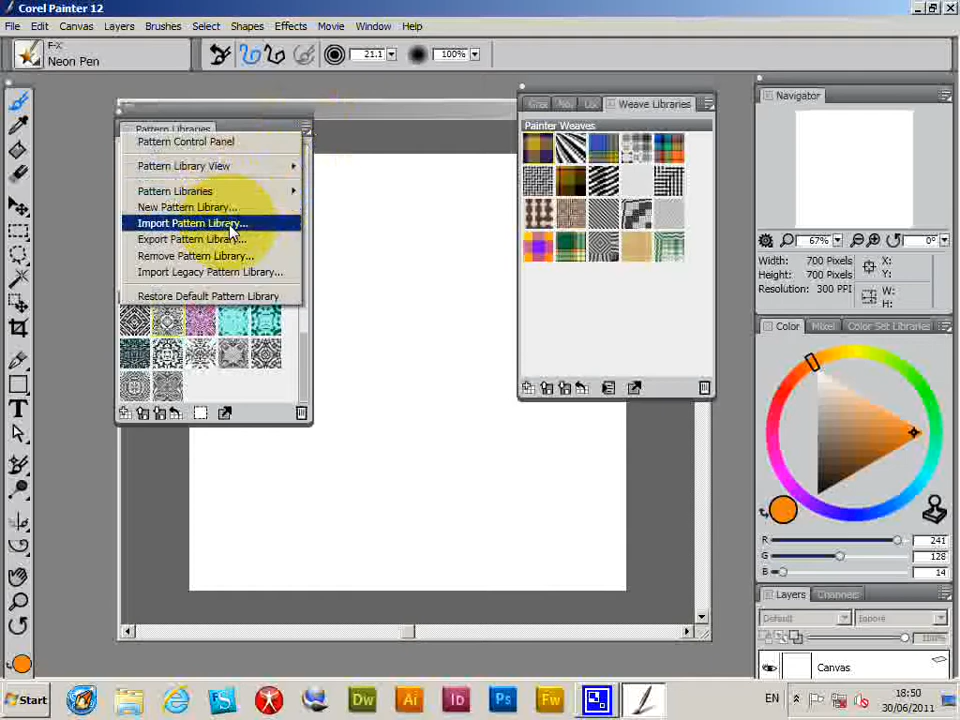 Corel Painter 12
File Edit Canvas Layers Brushes Select Shapes Effects Movie Window Help
F-X
Neon Pen
21.1
100%
Pattern Libraries
Pattern Control Panel
Pattern Library View
Pattern Libraries
New Pattern Library...
Import Pattern Library...
Export Pattern Library...
Remove Pattern Library...
Import Legacy Pattern Library...
Restore Default Pattern Library
Weave Libraries
Painter Weaves
Navigator
67%
0°
Width: 700 Pixels
Height: 700 Pixels
Resolution: 300 PPI
X:
Y:
W:
H:
Color Mixer Color Set Libraries
R 241
G 128
B 14
Layers Channels
Default Ignore
100%
Canvas
T
Start
Dw
Ai
Id
Ps
Fw
EN
18:50
30/06/2011